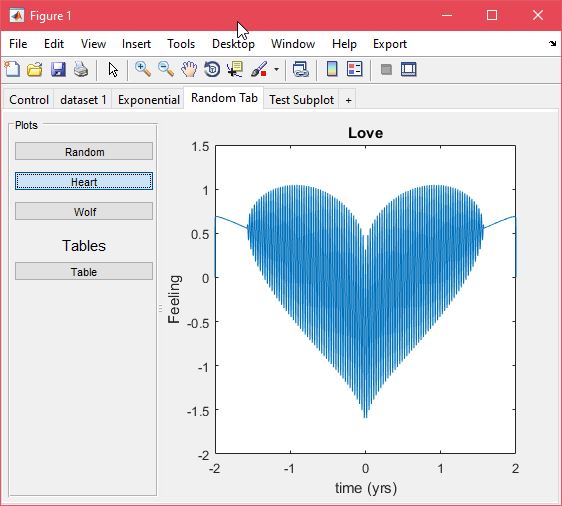 Figure 1
File Edit View Insert Tools Desktop Window Help Export
Control dataset 1 Exponential Random Tab Test Subplot +
Plots
Random
Heart
Wolf
Tables
Table
Love
1.5
1
0.5
0
-0.5
-1
-1.5
-2
Feeling
-2 -1 0 1 2
time (yrs)